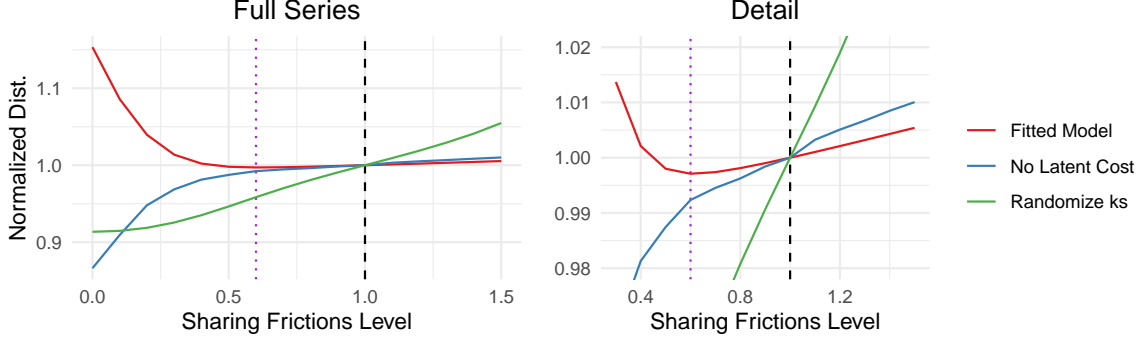 Full Series
Normalized Dist.
1.1
1.0
0.9
0.0
0.5
1.0
1.5
Sharing Frictions Level
Detail
1.02
1.01
1.00
0.99
0.98
0.4
0.8
1.2
Sharing Frictions Level
Fitted Model
No Latent Cost
Randomize ks